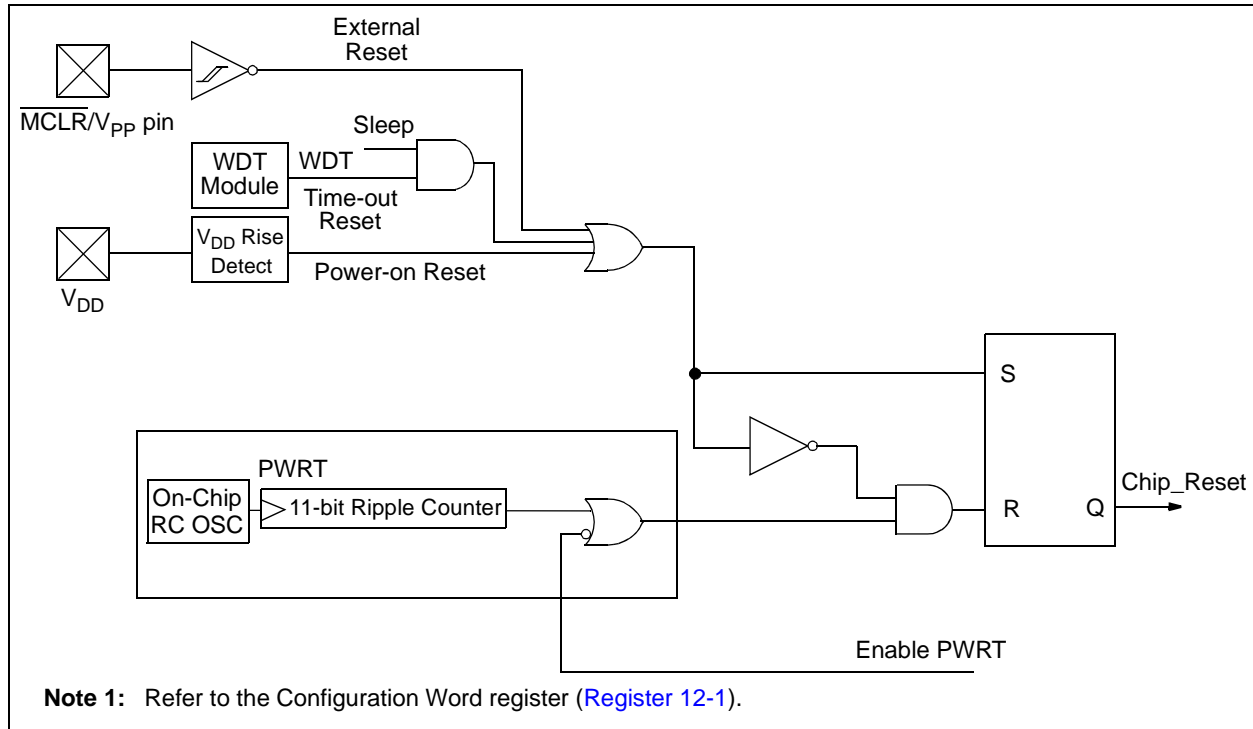 External
Reset
MCLR/VPP pin
Sleep
WDT
Module
WDT
Time-out
Reset
VDD Rise
Detect
Power-on Reset
VDD
S
PWRT
On-Chip
RC OSC
11-bit Ripple Counter
Chip_Reset
R
Q
Enable PWRT
Note 1: Refer to the Configuration Word register (Register 12-1).